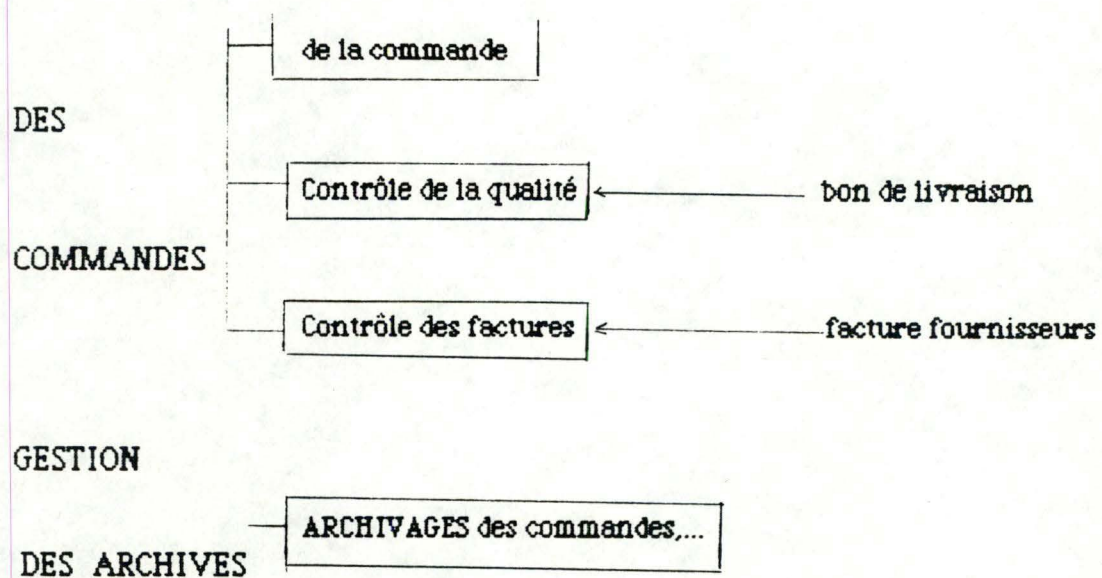 de la commande
DES
Contrôle de la qualité
bon de livraison
COMMANDES
Contrôle des factures
facture fournisseurs
GESTION
ARCHIVAGES des commandes,...
DES ARCHIVES